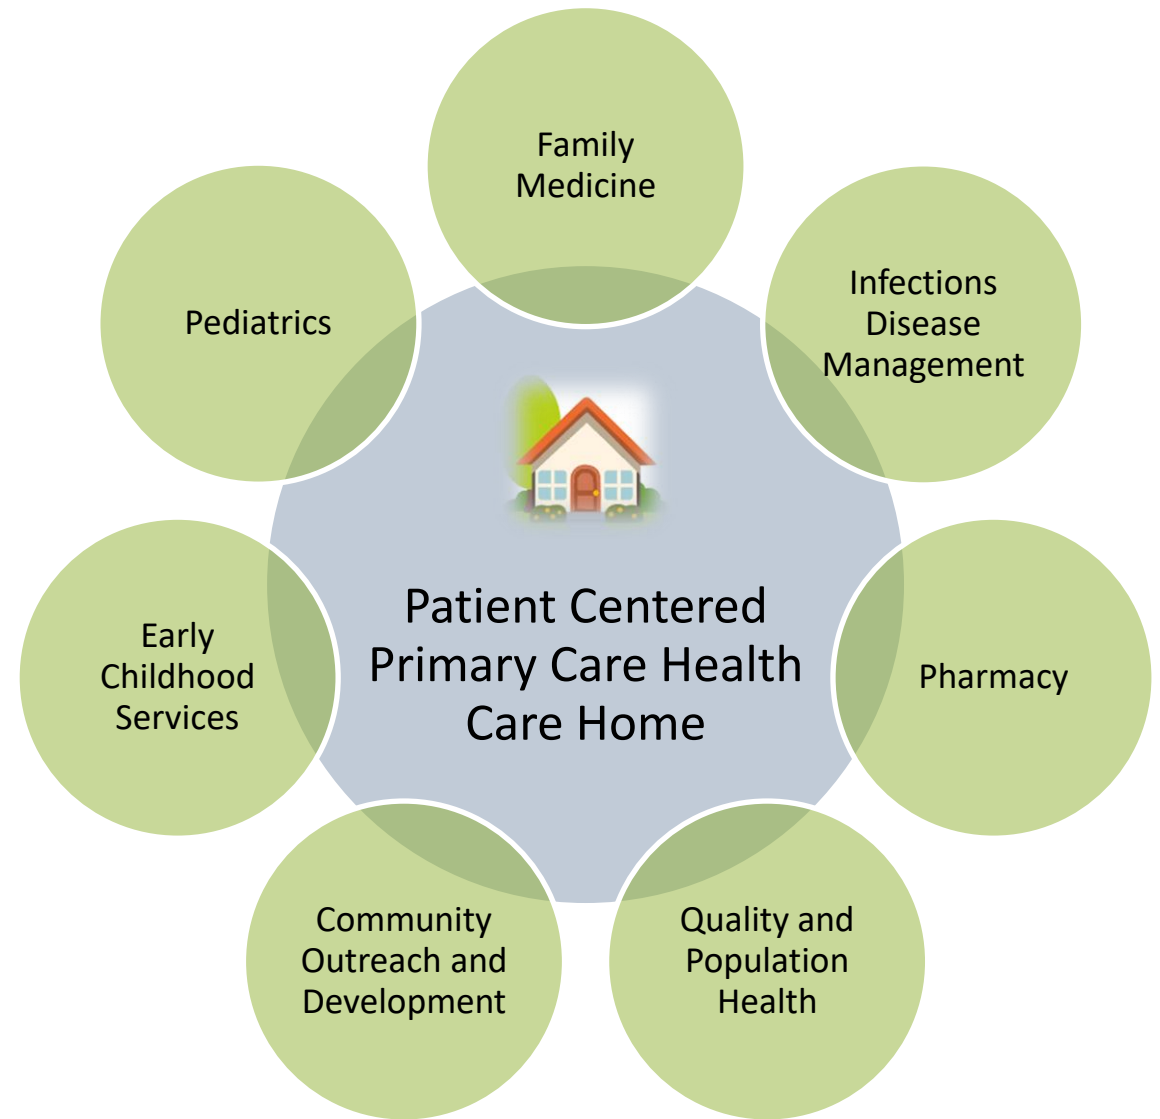 Family
Medicine
Infections
Disease
Management
Pharmacy
Quality and
Population
Health
Community
Outreach and
Development
Early
Childhood
Services
Pediatrics
Patient Centered
Primary Care Health
Care Home